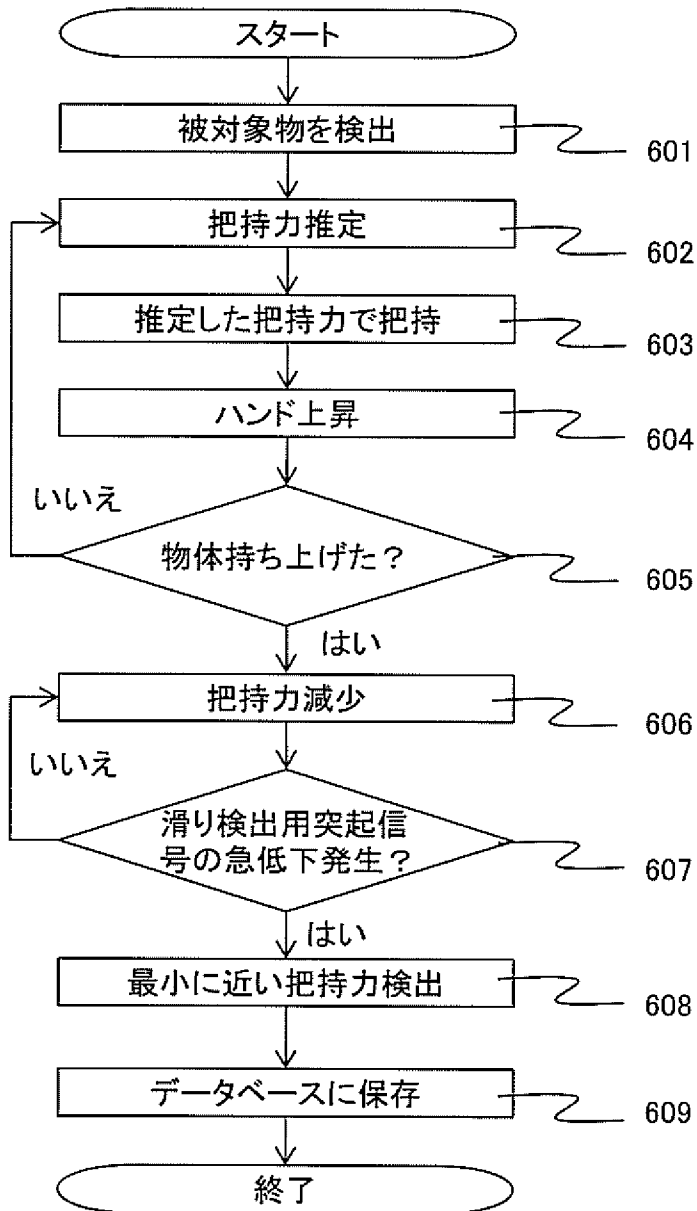 スタート
被対象物を検出
601
把持力推定
602
推定した把持力で把持
603
ハンド上昇
604
いいえ
物体持ち上げた？
605
はい
把持力減少
606
いいえ
滑り検出用突起信
号の急低下発生？
607
はい
最小に近い把持力検出
608
データベースに保存
609
終了